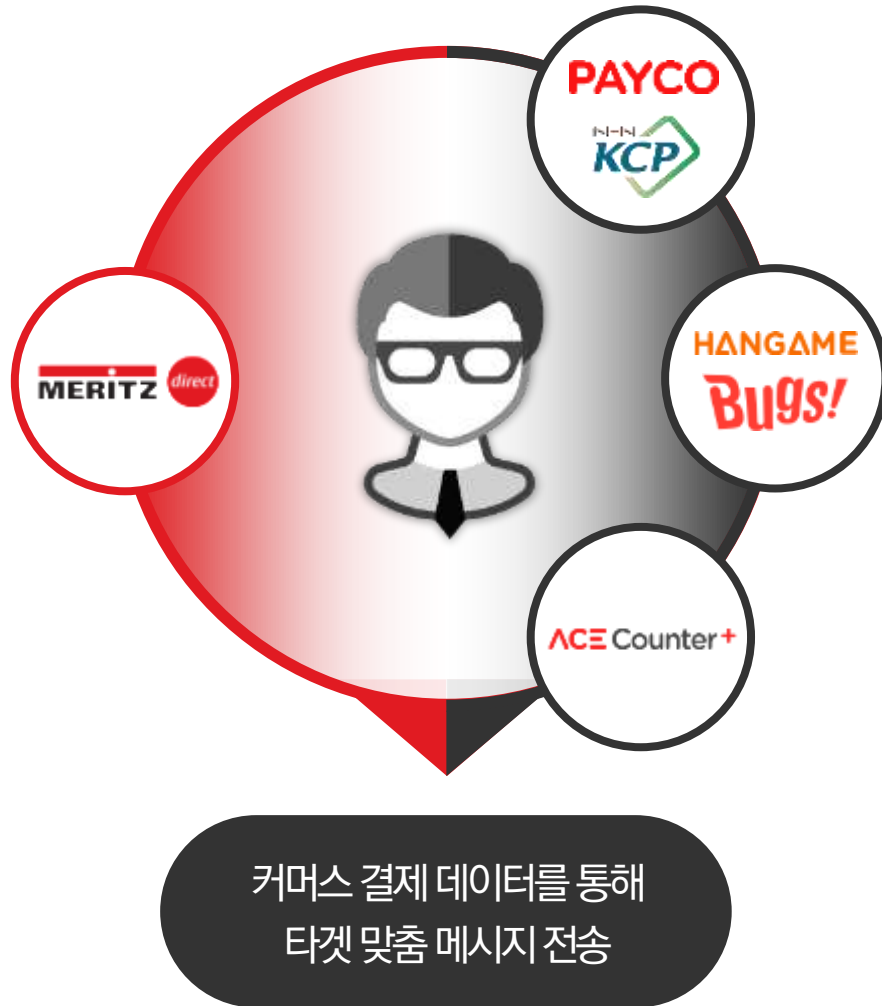 PAYCO
NHN
KCP
MERITZ direct
HANGAME
Bugs!
ACE Counter+
커머스 결제 데이터를 통해
타겟 맞춤 메시지 전송